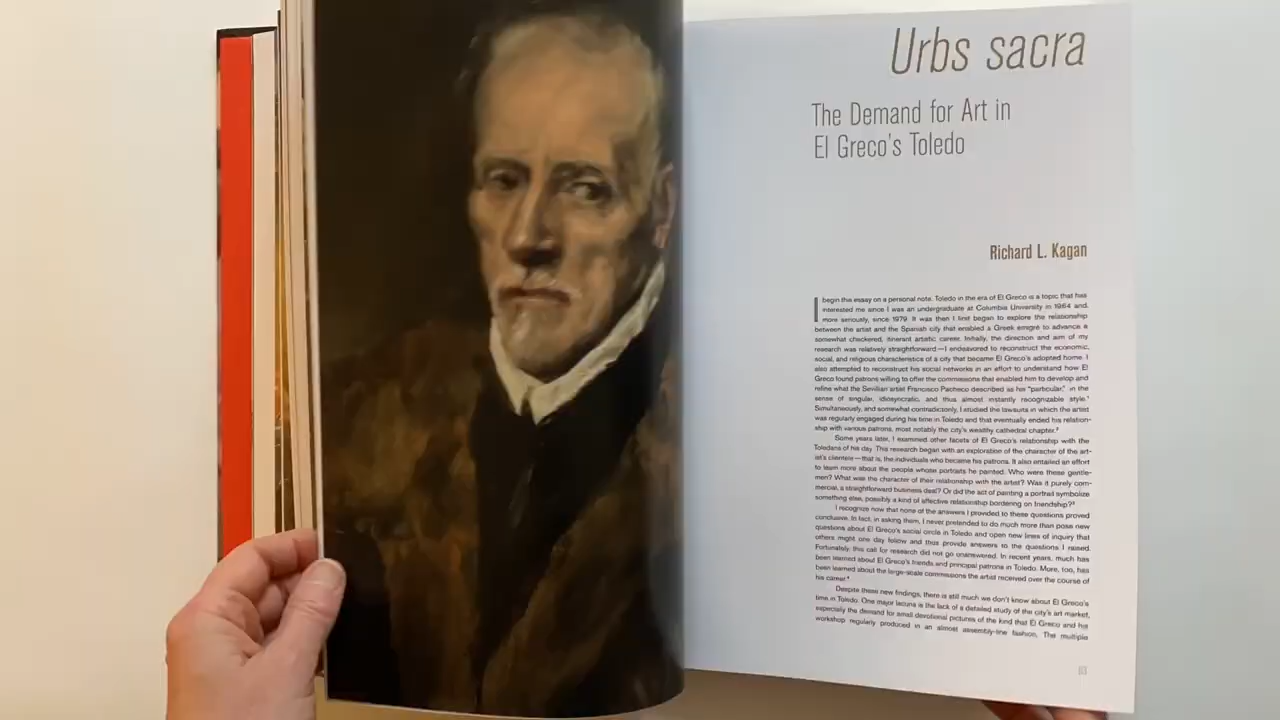 Urbs sacra
The Demand for Art in
El Greco's Toledo
Richard L. Kagan
I begin this essay on a personal note. Toledo in the era of El Greco is a topic that has
interested me since I was an undergraduate at Columbia University in 1964 and,
more seriously, since 1979. It was then I first began to explore the relationship
between the artist and the Spanish city that enabled a Greek emigré to advance a
somewhat checkered, itinerant artistic career. Initially, the direction and aim of my
research was relatively straightforward—I endeavored to reconstruct the economic,
social, and religious characteristics of a city that became El Greco's adopted home. I
also attempted to reconstruct his social networks in an effort to understand how El
Greco found patrons willing to offer the commissions that enabled him to develop and
refine what the Sevillian artist Francisco Pacheco described as his "particular," in the
sense of singular, idiosyncratic, and thus almost instantly recognizable style.¹
Simultaneously, and somewhat contradictorily, I studied the lawsuits in which the artist
was regularly engaged during his time in Toledo and that eventually ended his relation-
ship with various patrons, most notably the city's wealthy cathedral chapter.²
Some years later, I examined other facets of El Greco's relationship with the
Toledans of his day. This research began with an exploration of the character of the art-
ist's clientele—that is, the individuals who became his patrons. It also entailed an effort
to learn more about the people whose portraits he painted. Who were these gentle-
men? What was the character of their relationship with the artist? Was it purely com-
mercial, a straightforward business deal? Or did the act of painting a portrait symbolize
something else, possibly a kind of affective relationship bordering on friendship?³
I recognize now that none of the answers I provided to these questions proved
conclusive. In fact, in asking them, I never pretended to do much more than pose new
questions about El Greco's social circle in Toledo and open new lines of inquiry that
others might one day follow and thus provide answers to the questions I raised.
Fortunately, this call for research did not go unanswered. In recent years, much has
been learned about El Greco's friends and principal patrons in Toledo. More, too, has
been learned about the large-scale commissions the artist received over the course of
his career.⁴
Despite these new findings, there is still much we don't know about El Greco's
time in Toledo. One major lacuna is the lack of a detailed study of the city's art market,
especially the demand for small devotional pictures of the kind that El Greco and his
workshop regularly produced in an almost assembly-line fashion. The multiple